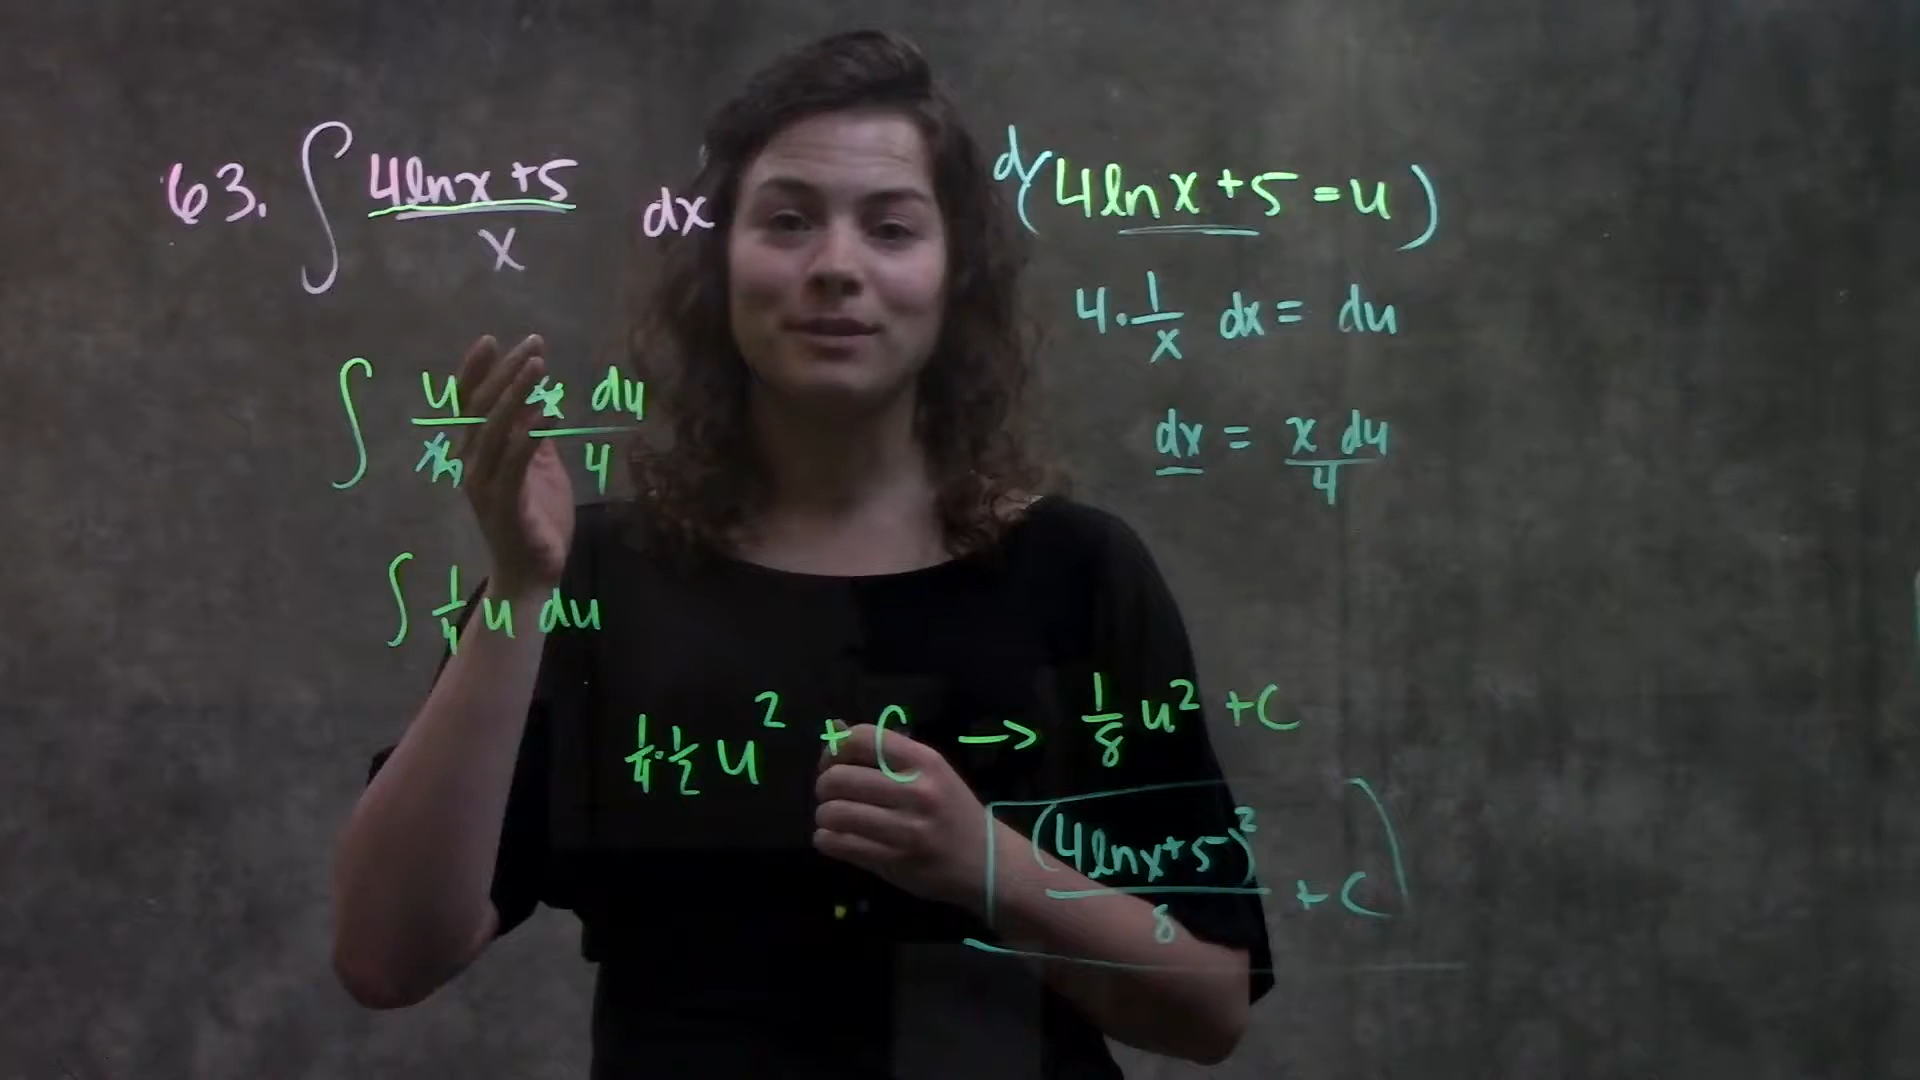 63. ∫ (4lnx+5)/x dx
d(4lnx+5=u)
4·1/x dx = du
∫ u/x x du/4
dx = x du/4
∫ 1/4 u du
1/4·1/2 u² + C → 1/8 u² + C
(4lnx+5)²/8 + C